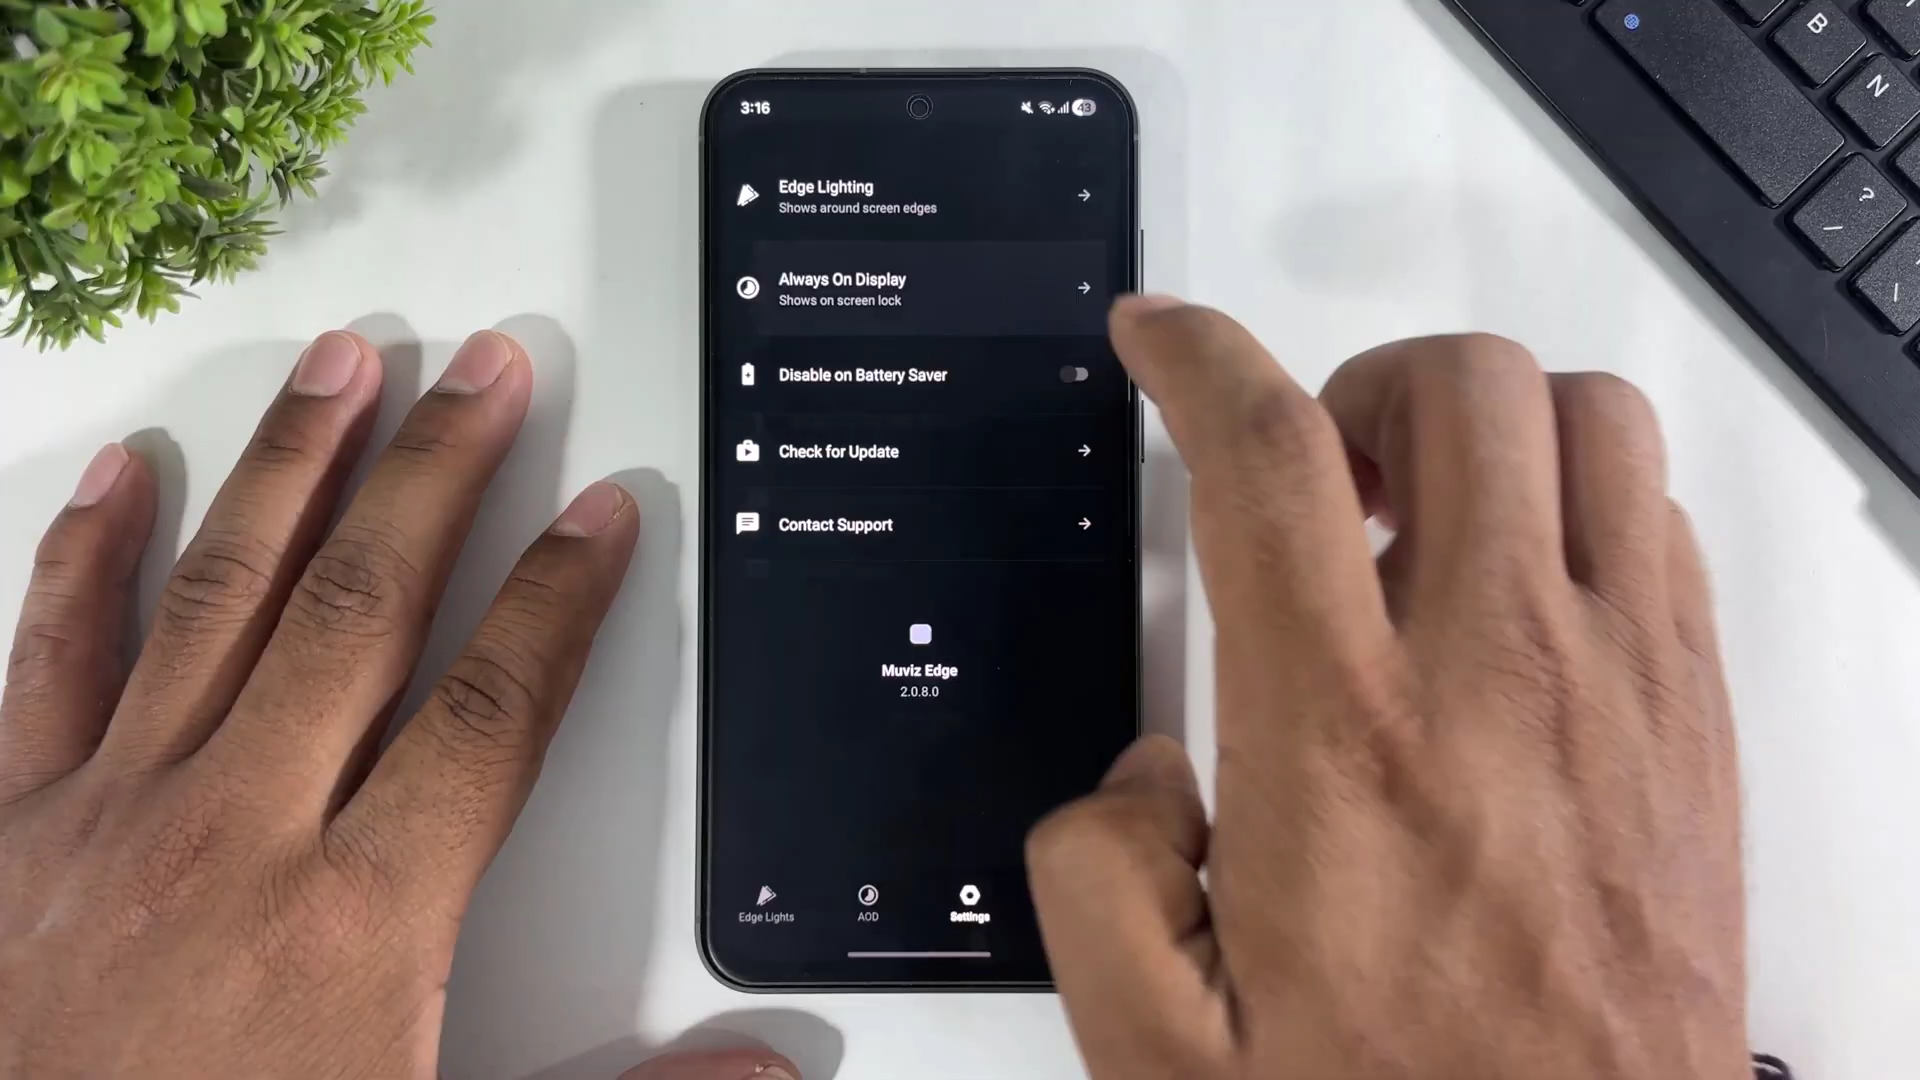 3:16
43
Edge Lighting
Shows around screen edges
Always On Display
Shows on screen lock
Disable on Battery Saver
Check for Update
Contact Support
Muviz Edge
2.0.8.0
Edge Lights
AOD
Settings
B
N
?
/